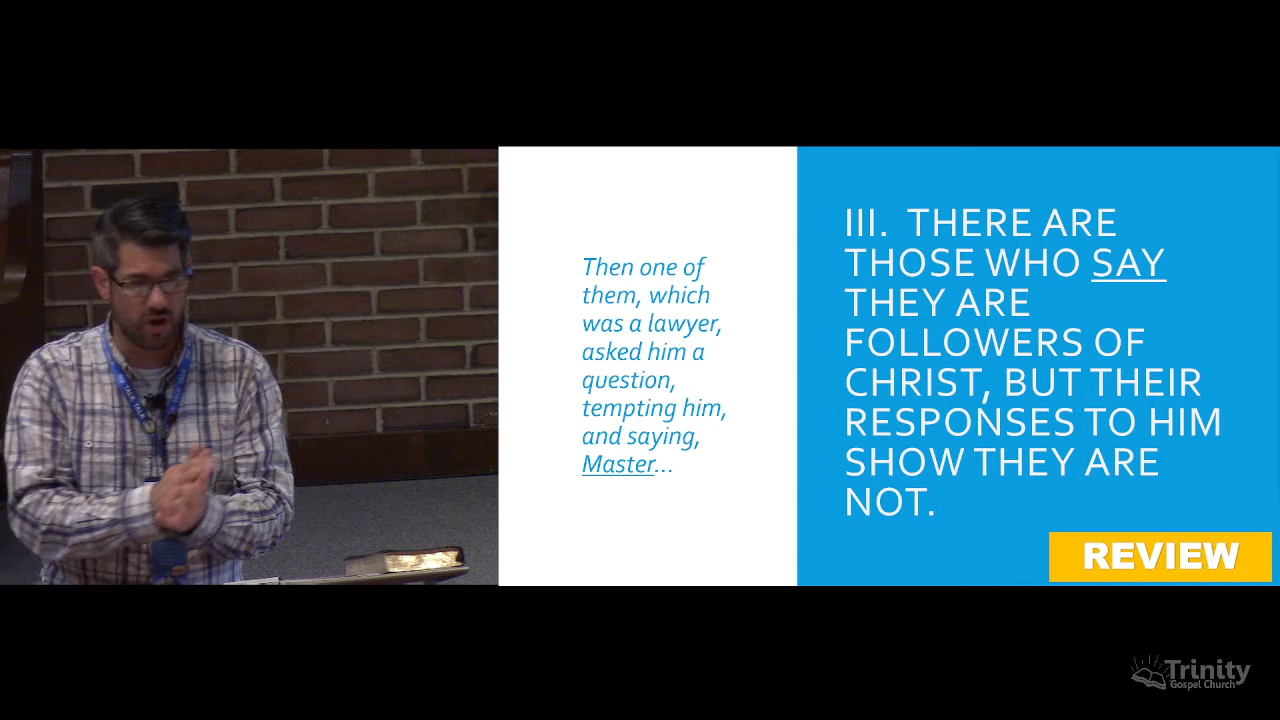 Then one of
them, which
was a lawyer,
asked him a
question,
tempting him,
and saying,
Master...
III. THERE ARE
THOSE WHO SAY
THEY ARE
FOLLOWERS OF
CHRIST, BUT THEIR
RESPONSES TO HIM
SHOW THEY ARE
NOT.
REVIEW
Trinity
Gospel Church